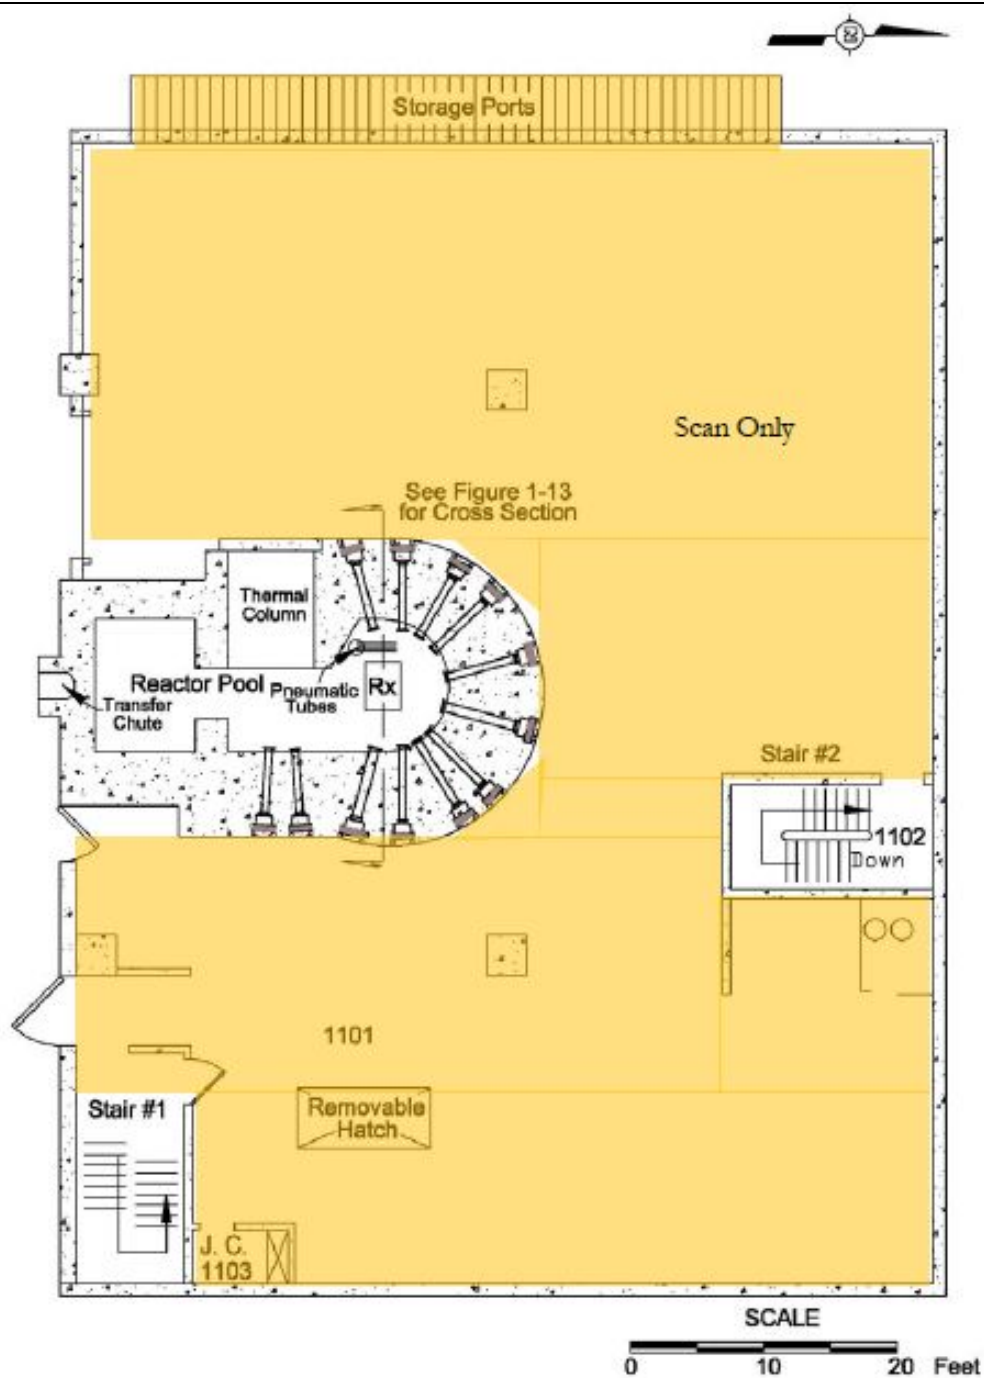 N
Storage Ports
Scan Only
See Figure 1-13
for Cross Section
Thermal
Column
Reactor Pool
Pneumatic
Tubes
Rx
Transfer
Chute
Stair #2
1102
Down
1101
Stair #1
Removable
Hatch
J. C.
1103
SCALE
0 10 20 Feet